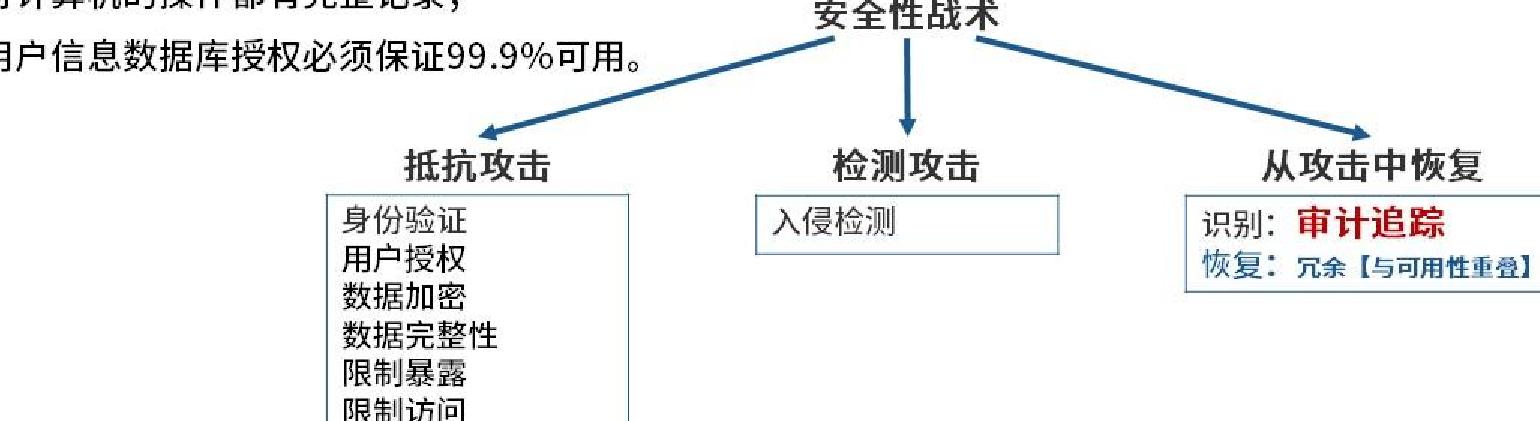 计算机的操作都有完整记录；
用户信息数据库授权必须保证99.9%可用。
安全性战术
抵抗攻击
身份验证
用户授权
数据加密
数据完整性
限制暴露
限制访问
检测攻击
入侵检测
从攻击中恢复
识别：审计追踪
恢复：冗余【与可用性重叠】